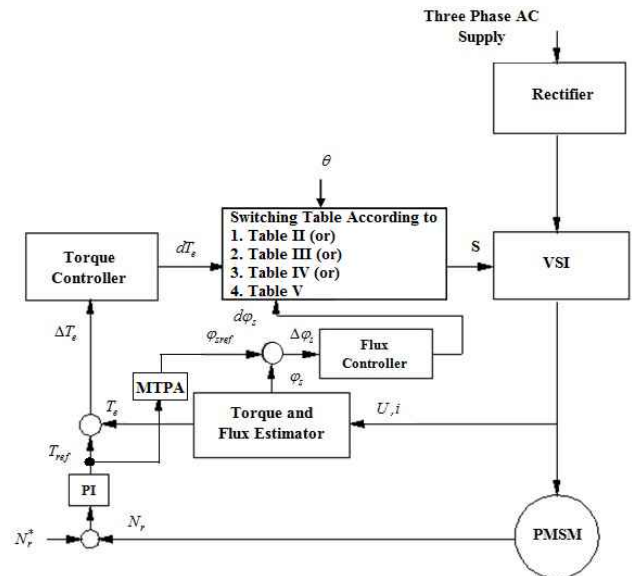 Three Phase AC
Supply
Rectifier
θ
Switching Table According to
1. Table II (or)
2. Table III (or)
3. Table IV (or)
4. Table V
Torque
Controller
dTₑ
S
VSI
ΔTₑ
dφₛ
φₛᵣₑf
Δφₛ
Flux
Controller
MTPA
φₛ
Tₑ
Torque and
Flux Estimator
U,i
Tᵣₑf
PI
Nᵣ*
Nᵣ
PMSM